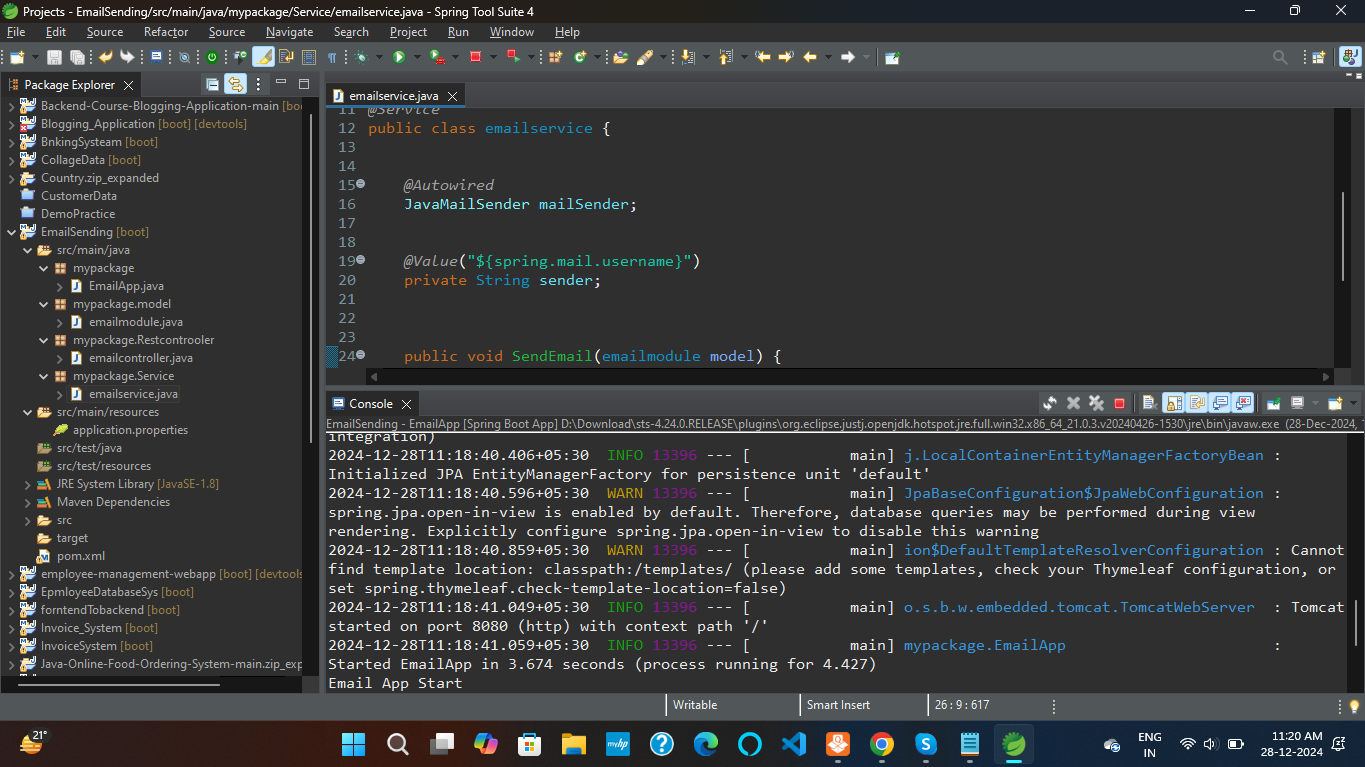 Projects - EmailSending/src/main/java/mypackage/Service/emailservice.java - Spring Tool Suite 4
File Edit Source Refactor Source Navigate Search Project Run Window Help
Package Explorer
Backend-Course-Blogging-Application-main [boo
Blogging_Application [boot] [devtools]
BnkingSysteam [boot]
CollageData [boot]
Country.zip_expanded
CustomerData
DemoPractice
EmailSending [boot]
src/main/java
mypackage
EmailApp.java
mypackage.model
emailmodule.java
mypackage.Restcontrooler
emailcontroller.java
mypackage.Service
emailservice.java
src/main/resources
application.properties
src/test/java
src/test/resources
JRE System Library [JavaSE-1.8]
Maven Dependencies
src
target
pom.xml
employee-management-webapp [boot] [devtools
EpmloyeeDatabaseSys [boot]
forntendTobackend [boot]
Invoice_System [boot]
InvoiceSystem [boot]
Java-Online-Food-Ordering-System-main.zip_exp
emailservice.java
11 @Service
12 public class emailservice {
13
14
15 @Autowired
16 JavaMailSender mailSender;
17
18
19 @Value("${spring.mail.username}")
20 private String sender;
21
22
23
24 public void SendEmail(emailmodule model) {
Console
EmailSending - EmailApp [Spring Boot App] D:\Download\sts-4.24.0.RELEASE\plugins\org.eclipse.justj.openjdk.hotspot.jre.full.win32.x86_64_21.0.3.v20240426-1530\jre\bin\javaw.exe (28-Dec-2024,
integration)
2024-12-28T11:18:40.406+05:30 INFO 13396 --- [ main] j.LocalContainerEntityManagerFactoryBean :
Initialized JPA EntityManagerFactory for persistence unit 'default'
2024-12-28T11:18:40.596+05:30 WARN 13396 --- [ main] JpaBaseConfiguration$JpaWebConfiguration :
spring.jpa.open-in-view is enabled by default. Therefore, database queries may be performed during view
rendering. Explicitly configure spring.jpa.open-in-view to disable this warning
2024-12-28T11:18:40.859+05:30 WARN 13396 --- [ main] ion$DefaultTemplateResolverConfiguration : Cannot
find template location: classpath:/templates/ (please add some templates, check your Thymeleaf configuration, or
set spring.thymeleaf.check-template-location=false)
2024-12-28T11:18:41.049+05:30 INFO 13396 --- [ main] o.s.b.w.embedded.tomcat.TomcatWebServer : Tomcat
started on port 8080 (http) with context path '/'
2024-12-28T11:18:41.059+05:30 INFO 13396 --- [ main] mypackage.EmailApp :
Started EmailApp in 3.674 seconds (process running for 4.427)
Email App Start
Writable Smart Insert 26 : 9 : 617
21°
myhp
ENG
IN
11:20 AM
28-12-2024